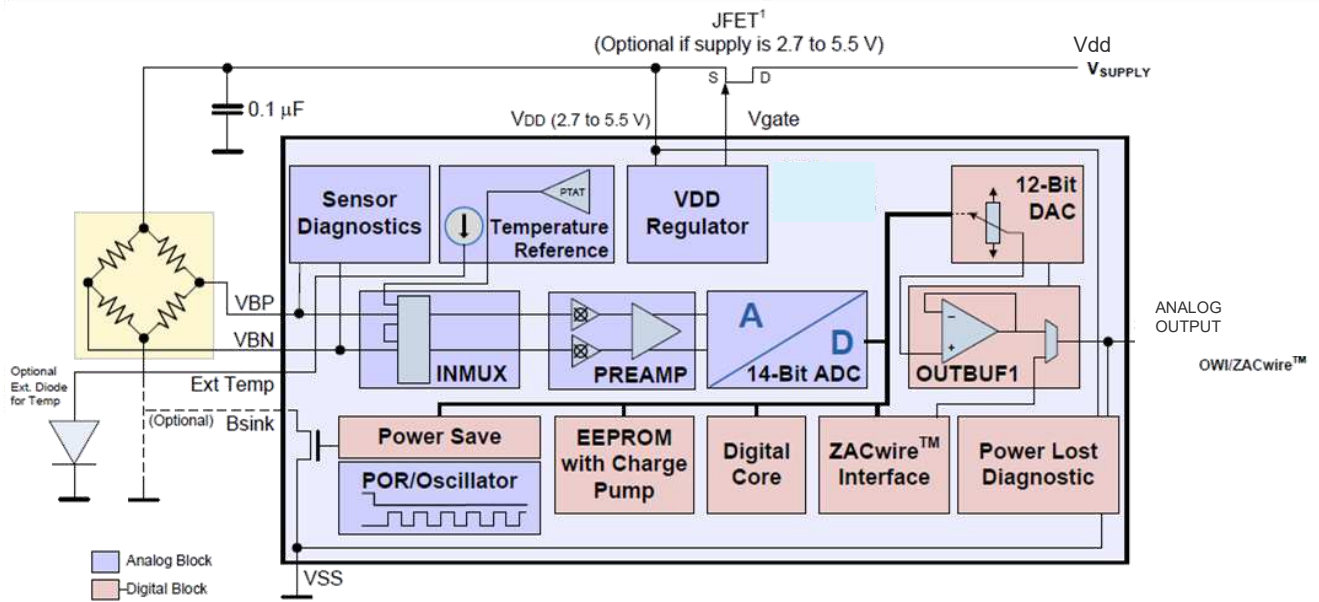 JFET¹
(Optional if supply is 2.7 to 5.5 V)
Vdd
VSUPPLY
S
D
0.1 µF
VDD (2.7 to 5.5 V)
Vgate
Sensor
Diagnostics
PTAT
Temperature
Reference
VDD
Regulator
12-Bit
DAC
VBP
VBN
INMUX
PREAMP
A
D
14-Bit ADC
−
+
OUTBUF1
ANALOG
OUTPUT
OWI/ZACwire™
Optional
Ext. Diode
for Temp
Ext Temp
(Optional)
Bsink
Power Save
POR/Oscillator
EEPROM
with Charge
Pump
Digital
Core
ZACwire™
Interface
Power Lost
Diagnostic
Analog Block
Digital Block
VSS